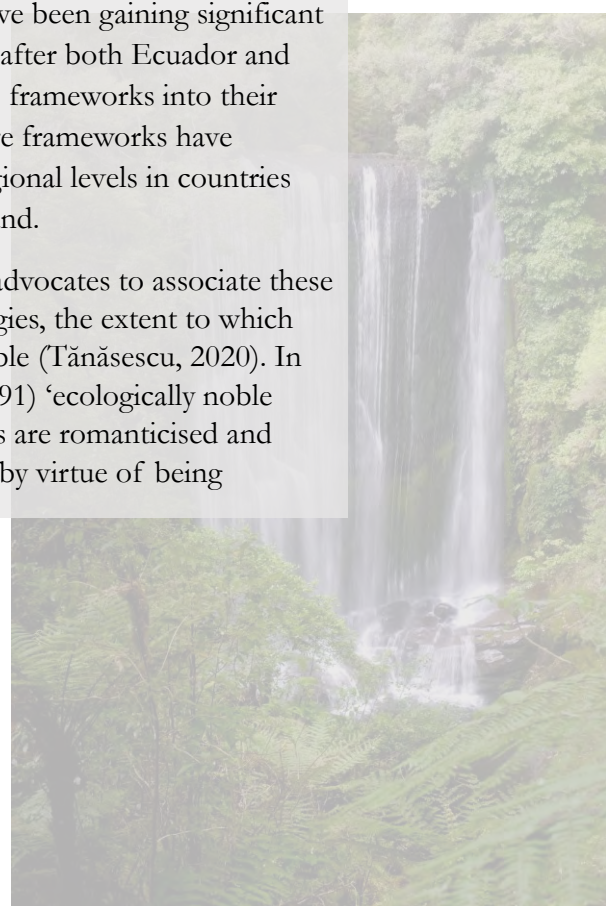 ve been gaining significant
after both Ecuador and
frameworks into their
e frameworks have
gional levels in countries
nd.
advocates to associate these
gies, the extent to which
ble (Tănăsescu, 2020). In
91) ‘ecologically noble
s are romanticised and
by virtue of being